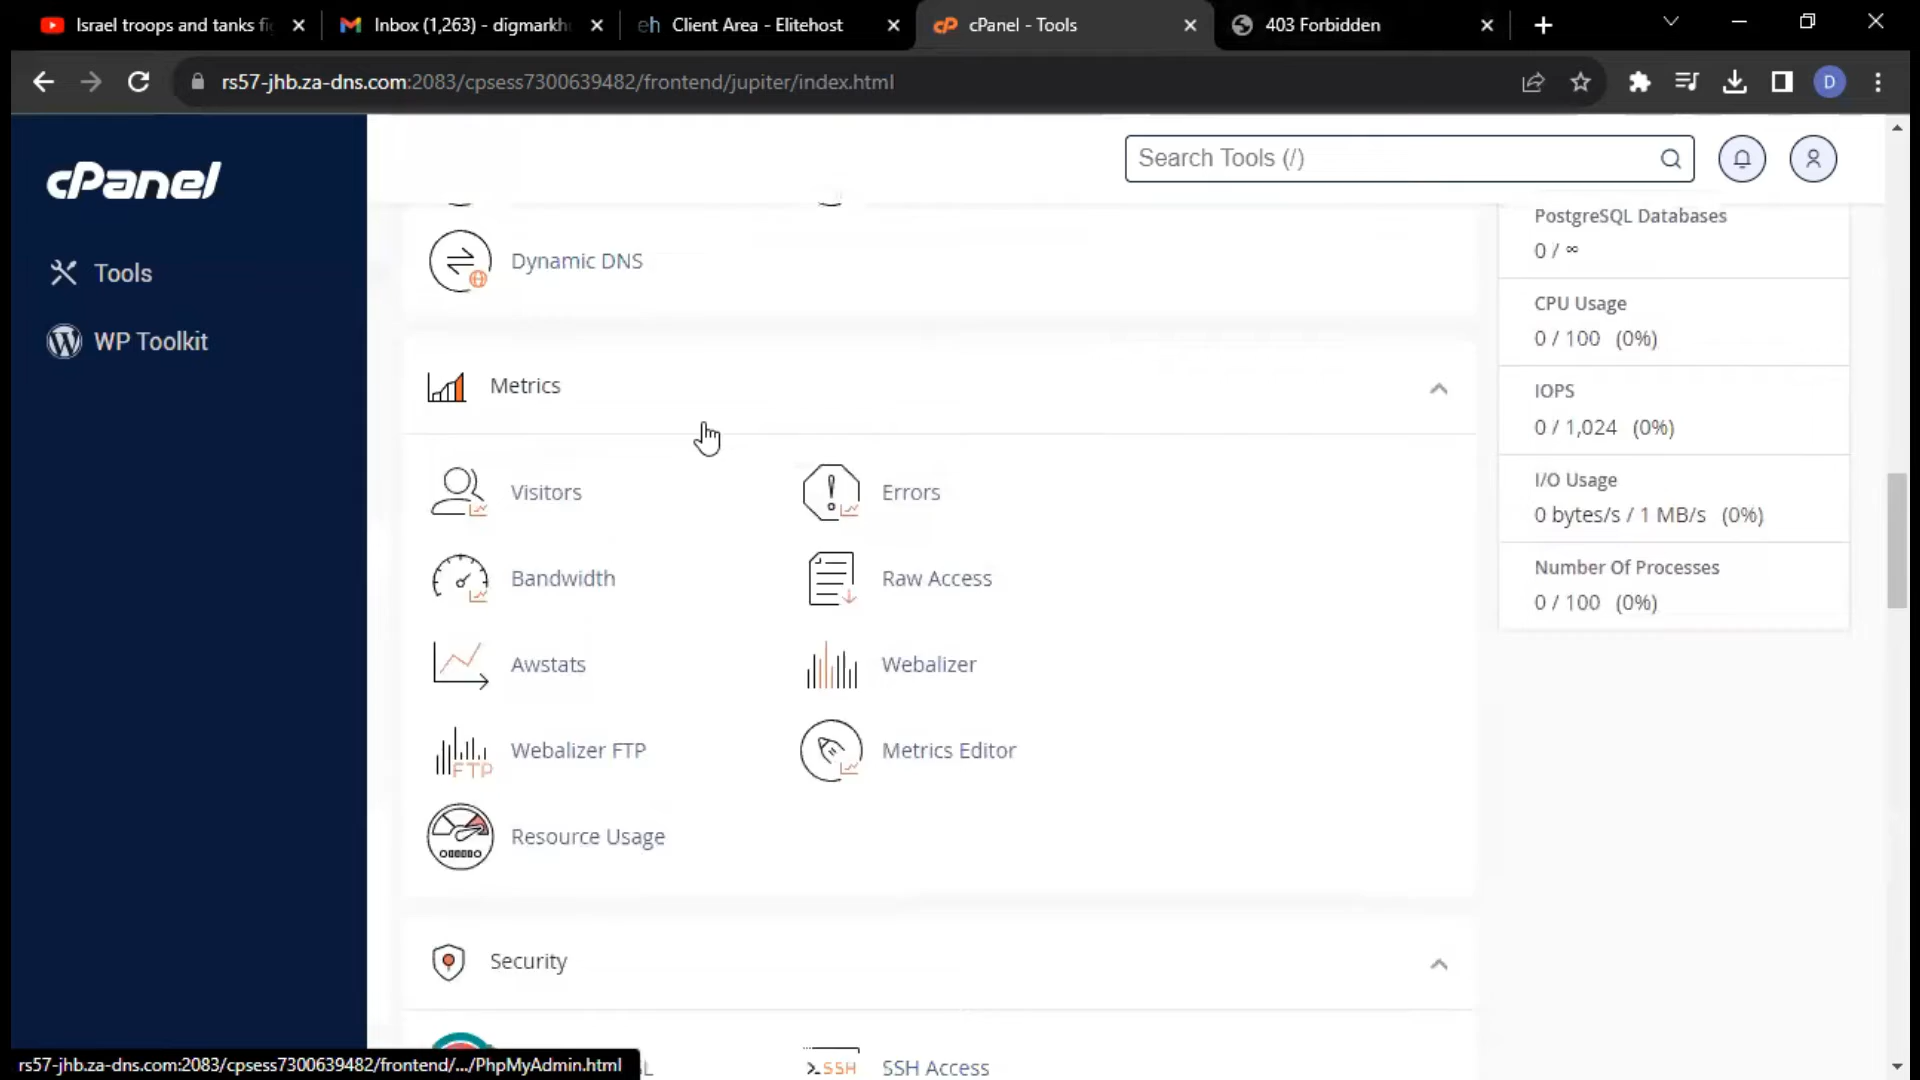 Israel troops and tanks fi
Inbox (1,263) - digmarkh
eh Client Area - Elitehost
cPanel - Tools
403 Forbidden
rs57-jhb.za-dns.com:2083/cpsess7300639482/frontend/jupiter/index.html
D
cPanel
Search Tools (/)
Tools
WP Toolkit
Dynamic DNS
Metrics
Visitors
Errors
Bandwidth
Raw Access
Awstats
Webalizer
FTP
Webalizer FTP
Metrics Editor
Resource Usage
Security
SSH
SSH Access
PostgreSQL Databases
0 / ∞
CPU Usage
0 / 100 (0%)
IOPS
0 / 1,024 (0%)
I/O Usage
0 bytes/s / 1 MB/s (0%)
Number Of Processes
0 / 100 (0%)
rs57-jhb.za-dns.com:2083/cpsess7300639482/frontend/.../PhpMyAdmin.html